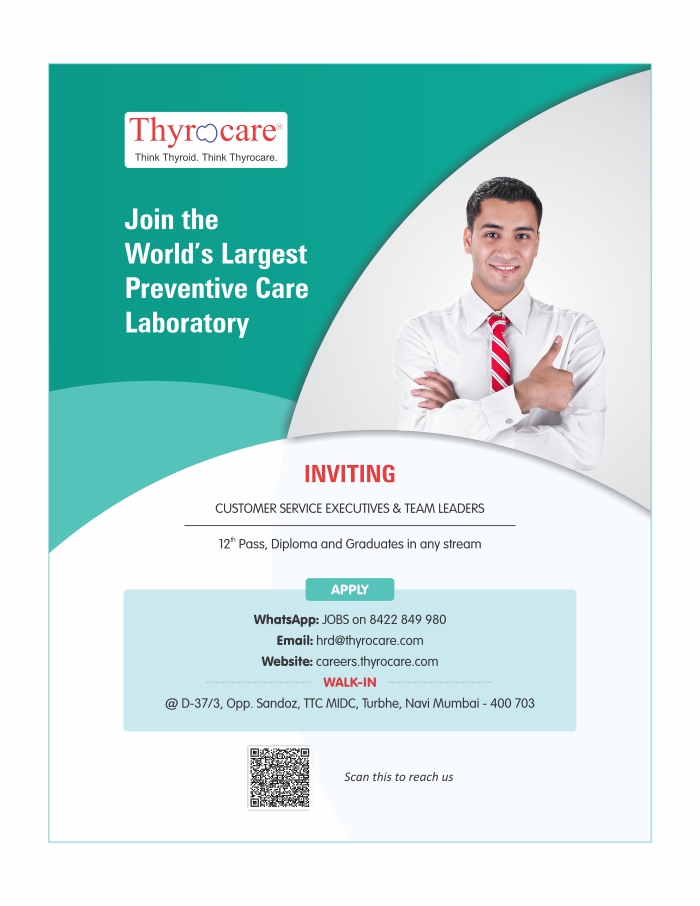 Thyrocare®
Think Thyroid. Think Thyrocare.
Join the
World's Largest
Preventive Care
Laboratory
INVITING
CUSTOMER SERVICE EXECUTIVES & TEAM LEADERS
12th Pass, Diploma and Graduates in any stream
APPLY
WhatsApp: JOBS on 8422 849 980
Email: hrd@thyrocare.com
Website: careers.thyrocare.com
WALK-IN
@ D-37/3, Opp. Sandoz, TTC MIDC, Turbhe, Navi Mumbai - 400 703
Scan this to reach us